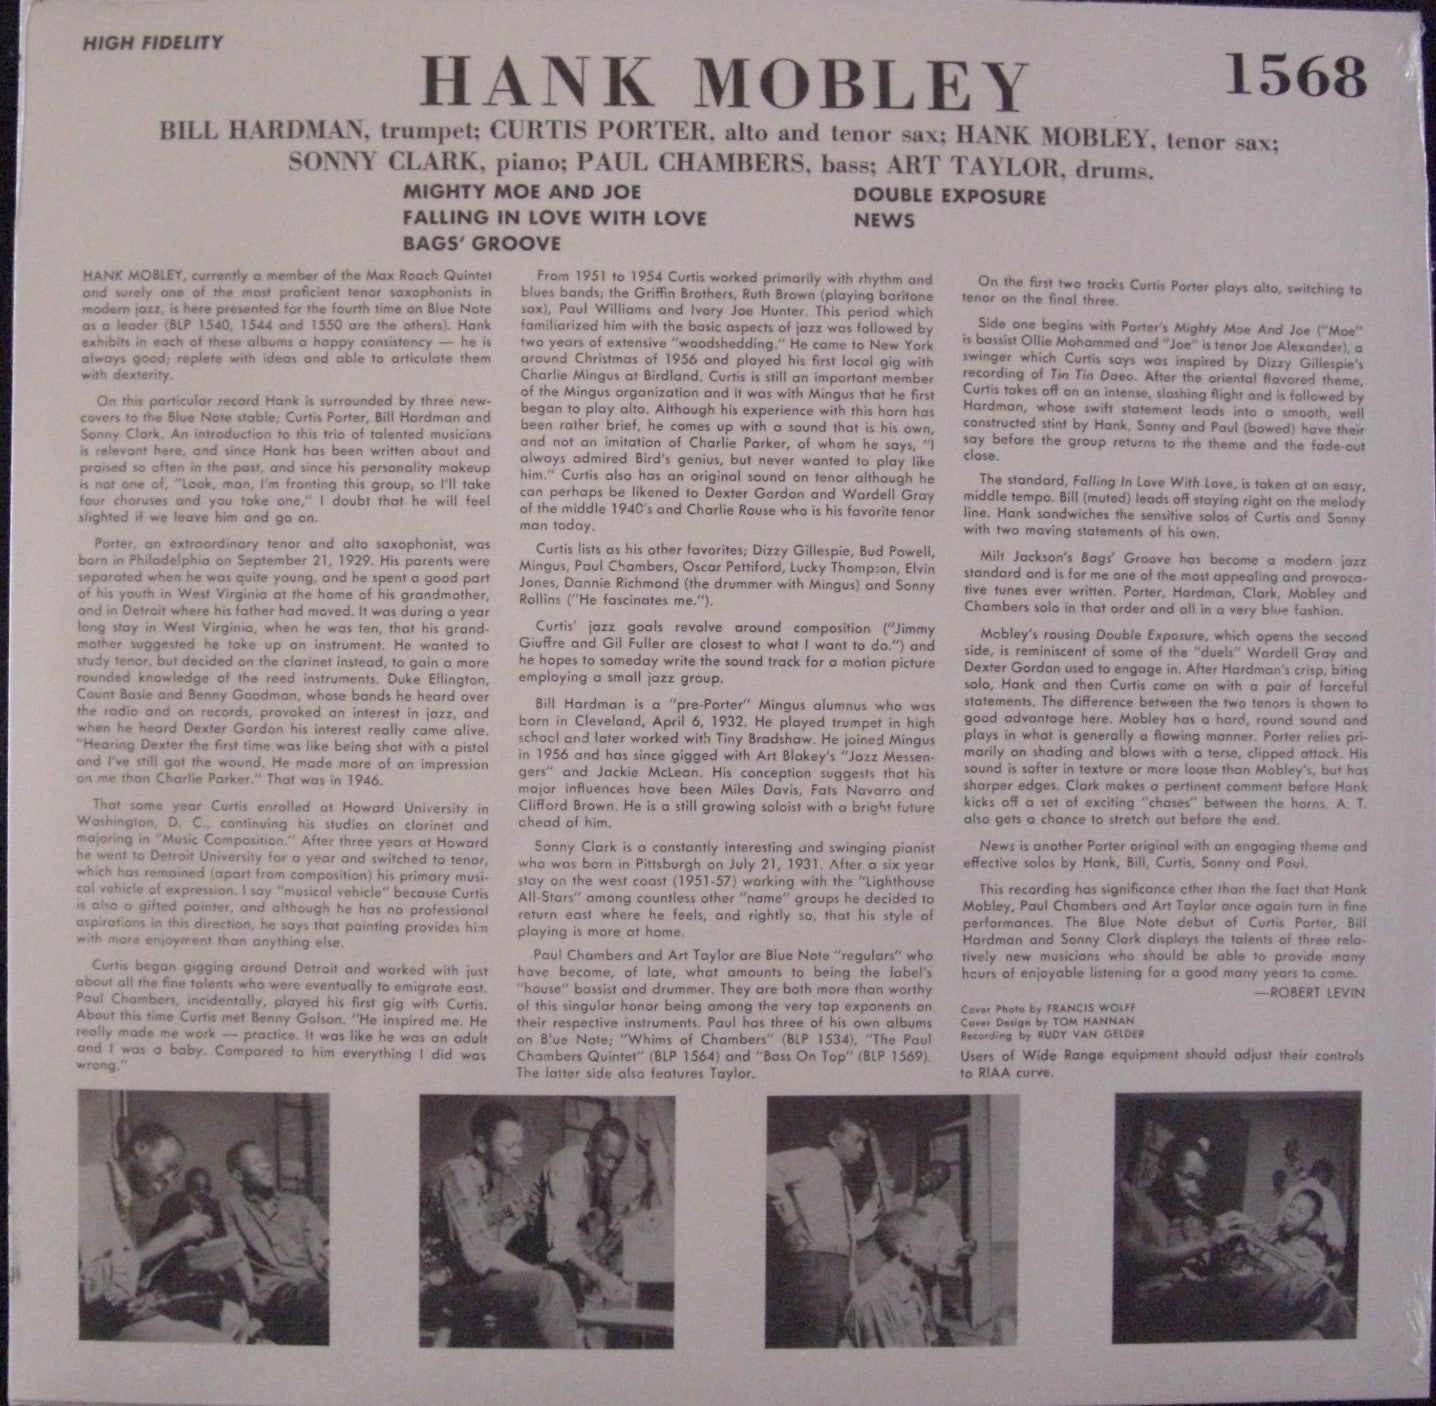 HIGH FIDELITY
HANK MOBLEY
1568
BILL HARDMAN, trumpet; CURTIS PORTER, alto and tenor sax; HANK MOBLEY, tenor sax;
SONNY CLARK, piano; PAUL CHAMBERS, bass; ART TAYLOR, drums.
MIGHTY MOE AND JOE
FALLING IN LOVE WITH LOVE
BAGS' GROOVE
DOUBLE EXPOSURE
NEWS
HANK MOBLEY, currently a member of the Max Roach Quintet
and surely one of the most proficient tenor saxophonists in
modern jazz, is here presented for the fourth time on Blue Note
as a leader (BLP 1540, 1544 and 1550 are the others). Hank
exhibits in each of these albums a happy consistency — he is
always good; replete with ideas and able to articulate them
with dexterity.
On this particular record Hank is surrounded by three new-
covers to the Blue Note stable; Curtis Porter, Bill Hardman and
Sonny Clark. An introduction to this trio of talented musicians
is relevant here, and since Hank has been written about and
praised so often in the past, and since his personality makeup
is not one of, "Look, man, I'm fronting this group, so I'll take
four choruses and you take one," I doubt that he will feel
slighted if we leave him and go on.
Porter, an extraordinary tenor and alto saxophonist, was
born in Philadelphia on September 21, 1929. His parents were
separated when he was quite young, and he spent a good part
of his youth in West Virginia at the home of his grandmother,
and in Detroit where his father had moved. It was during a year
long stay in West Virginia, when he was ten, that his grand-
mother suggested he take up an instrument. He wanted to
study tenor, but decided on the clarinet instead, to gain a more
rounded knowledge of the reed instruments. Duke Ellington,
Count Basie and Benny Goodman, whose bands he heard over
the radio and on records, provoked an interest in jazz, and
when he heard Dexter Gordon his interest really came alive.
"Hearing Dexter the first time was like being shot with a pistol
and I've still got the wound. He made more of an impression
on me than Charlie Parker." That was in 1946.
That same year Curtis enrolled at Howard University in
Washington, D. C., continuing his studies on clarinet and
majoring in "Music Composition." After three years at Howard
he went to Detroit University for a year and switched to tenor,
which has remained (apart from composition) his primary musi-
cal vehicle of expression. I say "musical vehicle" because Curtis
is also a gifted painter, and although he has no professional
aspirations in this direction, he says that painting provides him
with more enjoyment than anything else.
Curtis began gigging around Detroit and worked with just
about all the fine talents who were eventually to emigrate east.
Paul Chambers, incidentally, played his first gig with Curtis.
About this time Curtis met Benny Golson. "He inspired me. He
really made me work — practice. It was like he was an adult
and I was a baby. Compared to him everything I did was
wrong."
From 1951 to 1954 Curtis worked primarily with rhythm and
blues bands; the Griffin Brothers, Ruth Brown (playing baritone
sax), Paul Williams and Ivory Joe Hunter. This period which
familiarized him with the basic aspects of jazz was followed by
two years of extensive "woodshedding." He came to New York
around Christmas of 1956 and played his first local gig with
Charlie Mingus at Birdland. Curtis is still an important member
of the Mingus organization and it was with Mingus that he first
began to play alto. Although his experience with this horn has
been rather brief, he comes up with a sound that is his own,
and not an imitation of Charlie Parker, of whom he says, "I
always admired Bird's genius, but never wanted to play like
him." Curtis also has an original sound on tenor although he
can perhaps be likened to Dexter Gordon and Wardell Gray
of the middle 1940's and Charlie Rouse who is his favorite tenor
man today.
Curtis lists as his other favorites; Dizzy Gillespie, Bud Powell,
Mingus, Paul Chambers, Oscar Pettiford, Lucky Thompson, Elvin
Jones, Dannie Richmond (the drummer with Mingus) and Sonny
Rollins ("He fascinates me.").
Curtis' jazz goals revolve around composition ("Jimmy
Giuffre and Gil Fuller are closest to what I want to do.") and
he hopes to someday write the sound track for a motion picture
employing a small jazz group.
Bill Hardman is a "pre-Porter" Mingus alumnus who was
born in Cleveland, April 6, 1932. He played trumpet in high
school and later worked with Tiny Bradshaw. He joined Mingus
in 1956 and has since gigged with Art Blakey's "Jazz Messen-
gers" and Jackie McLean. His conception suggests that his
major influences have been Miles Davis, Fats Navarro and
Clifford Brown. He is a still growing soloist with a bright future
ahead of him.
Sonny Clark is a constantly interesting and swinging pianist
who was born in Pittsburgh on July 21, 1931. After a six year
stay on the west coast (1951-57) working with the "Lighthouse
All-Stars" among countless other "name" groups he decided to
return east where he feels, and rightly so, that his style of
playing is more at home.
Paul Chambers and Art Taylor are Blue Note "regulars" who
have become, of late, what amounts to being the label's
"house" bassist and drummer. They are both more than worthy
of this singular honor being among the very top exponents on
their respective instruments. Paul has three of his own albums
on Blue Note; "Whims of Chambers" (BLP 1534), "The Paul
Chambers Quintet" (BLP 1564) and "Bass On Top" (BLP 1569).
The latter side also features Taylor.
On the first two tracks Curtis Porter plays alto, switching to
tenor on the final three.
Side one begins with Porter's Mighty Moe And Joe ("Moe"
is bassist Ollie Mohammed and "Joe" is tenor Joe Alexander), a
swinger which Curtis says was inspired by Dizzy Gillespie's
recording of Tin Tin Daeo. After the oriental flavored theme,
Curtis takes off on an intense, slashing flight and is followed by
Hardman, whose swift statement leads into a smooth, well
constructed stint by Hank. Sonny and Paul (bowed) have their
say before the group returns to the theme and the fade-out
close.
The standard, Falling In Love With Love, is taken at an easy,
middle tempo. Bill (muted) leads off staying right on the melody
line. Hank sandwiches the sensitive solos of Curtis and Sonny
with two moving statements of his own.
Milt Jackson's Bags' Groove has become a modern jazz
standard and is for me one of the most appealing and provoca-
tive tunes ever written. Porter, Hardman, Clark, Mobley and
Chambers solo in that order and all in a very blue fashion.
Mobley's rousing Double Exposure, which opens the second
side, is reminiscent of some of the "duels" Wardell Gray and
Dexter Gordon used to engage in. After Hardman's crisp, biting
solo, Hank and then Curtis come on with a pair of forceful
statements. The difference between the two tenors is shown to
good advantage here. Mobley has a hard, round sound and
plays in what is generally a flowing manner. Porter relies pri-
marily on shading and blows with a terse, clipped attack. His
sound is softer in texture or more loose than Mobley's, but has
sharper edges. Clark makes a pertinent comment before Hank
kicks off a set of exciting "chases" between the horns. A. T.
also gets a chance to stretch out before the end.
News is another Porter original with an engaging theme and
effective solos by Hank, Bill, Curtis, Sonny and Paul.
This recording has significance other than the fact that Hank
Mobley, Paul Chambers and Art Taylor once again turn in fine
performances. The Blue Note debut of Curtis Porter, Bill
Hardman and Sonny Clark displays the talents of three rela-
tively new musicians who should be able to provide many
hours of enjoyable listening for a good many years to come.
—ROBERT LEVIN
Cover Photo by FRANCIS WOLFF
Cover Design by TOM HANNAN
Recording by RUDY VAN GELDER
Users of Wide Range equipment should adjust their controls
to RIAA curve.